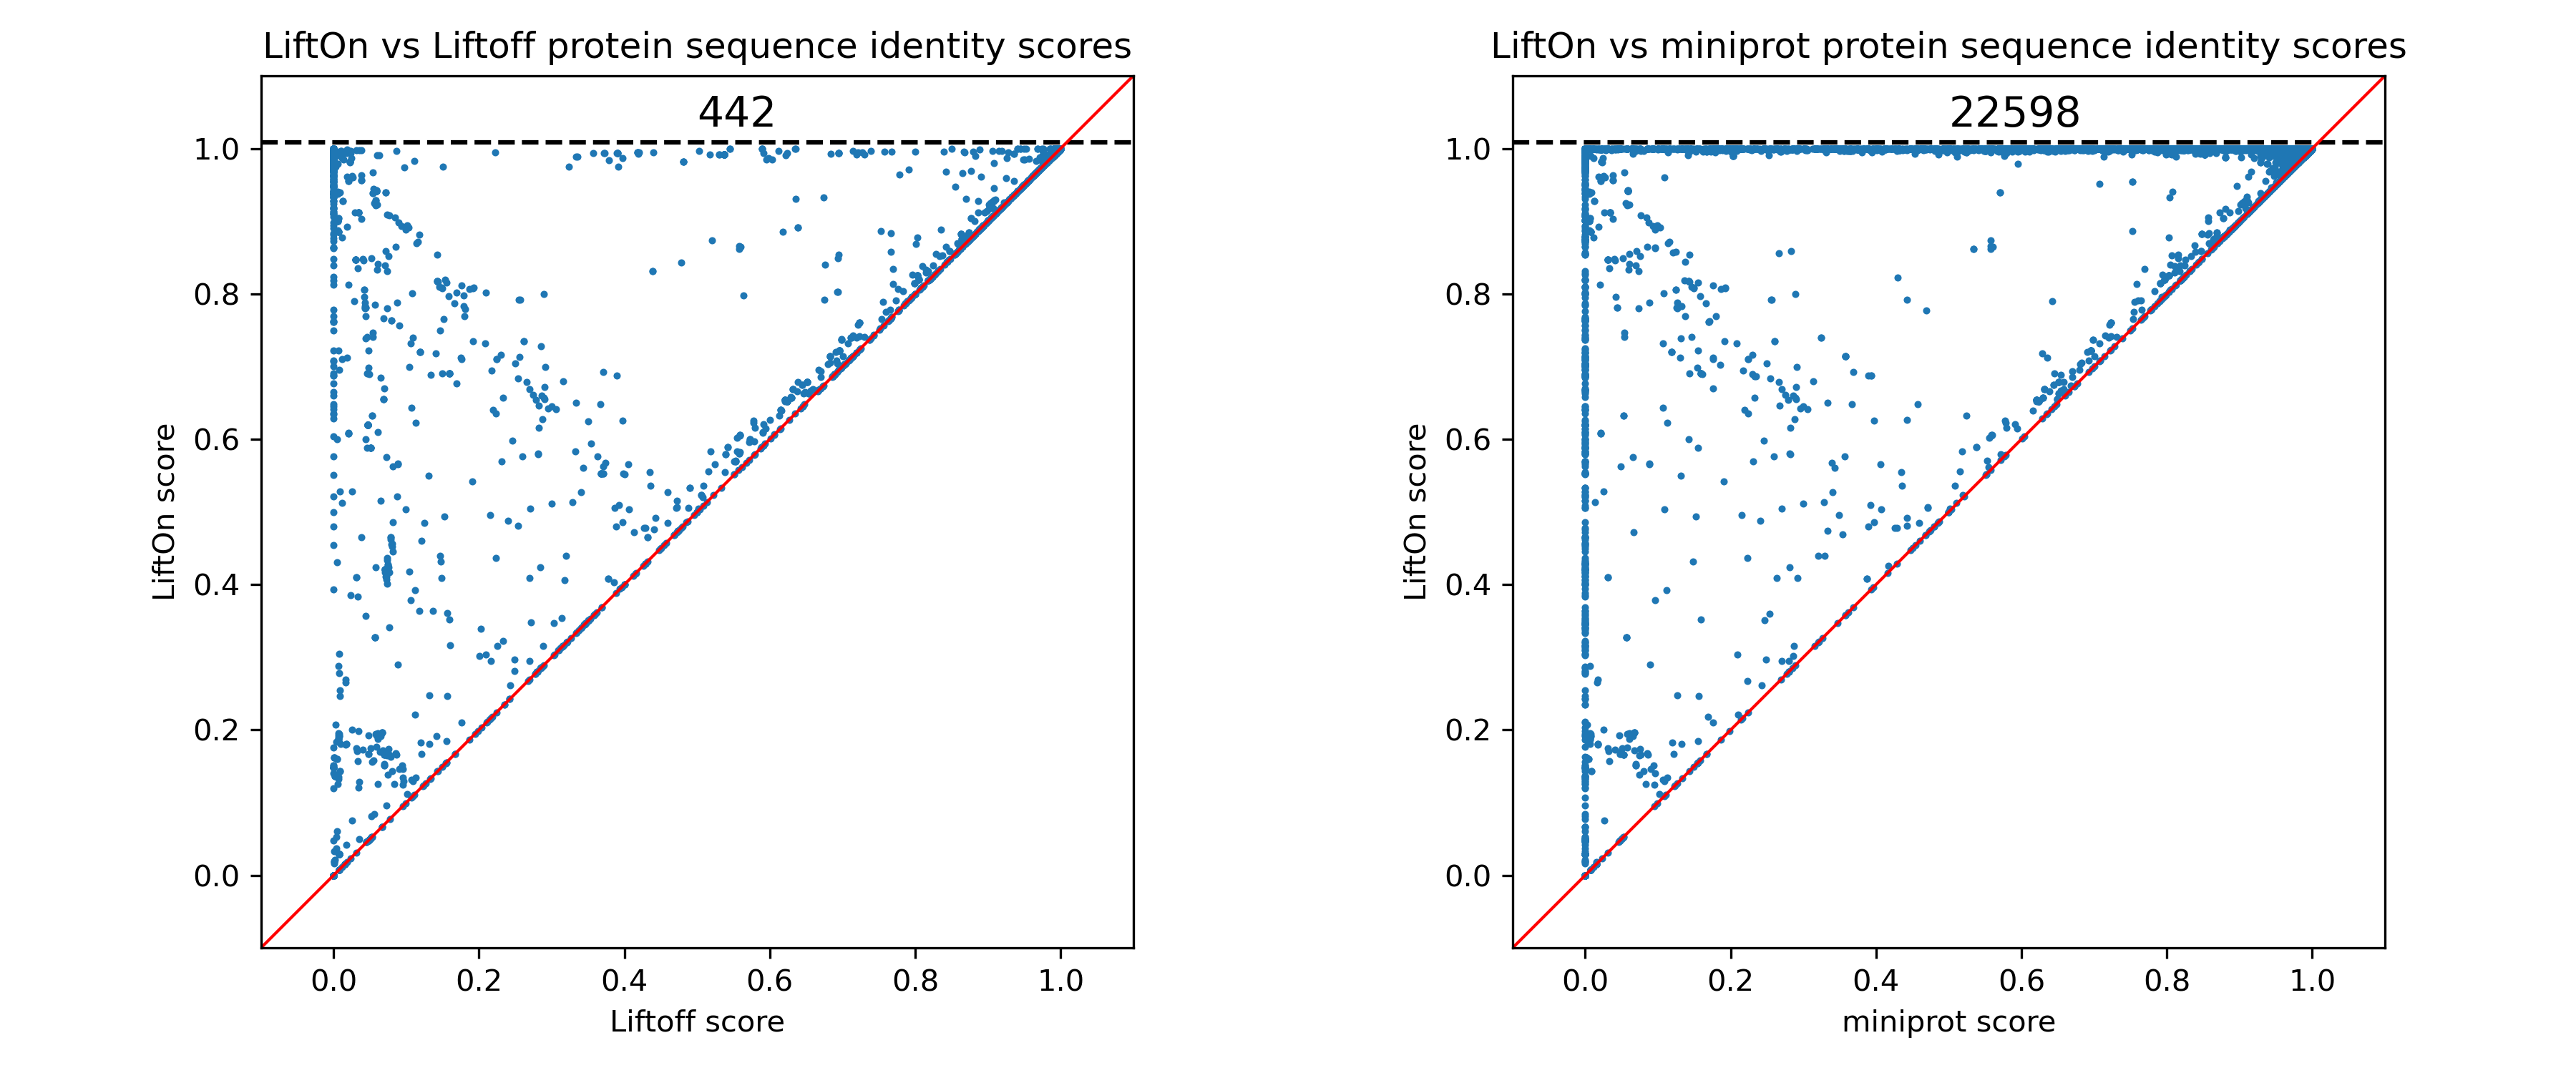 LiftOn vs Liftoff protein sequence identity scores
442
1.0
0.8
0.6
0.4
0.2
0.0
LiftOn score
0.0 0.2 0.4 0.6 0.8 1.0
Liftoff score
LiftOn vs miniprot protein sequence identity scores
22598
1.0
0.8
0.6
0.4
0.2
0.0
LiftOn score
0.0 0.2 0.4 0.6 0.8 1.0
miniprot score